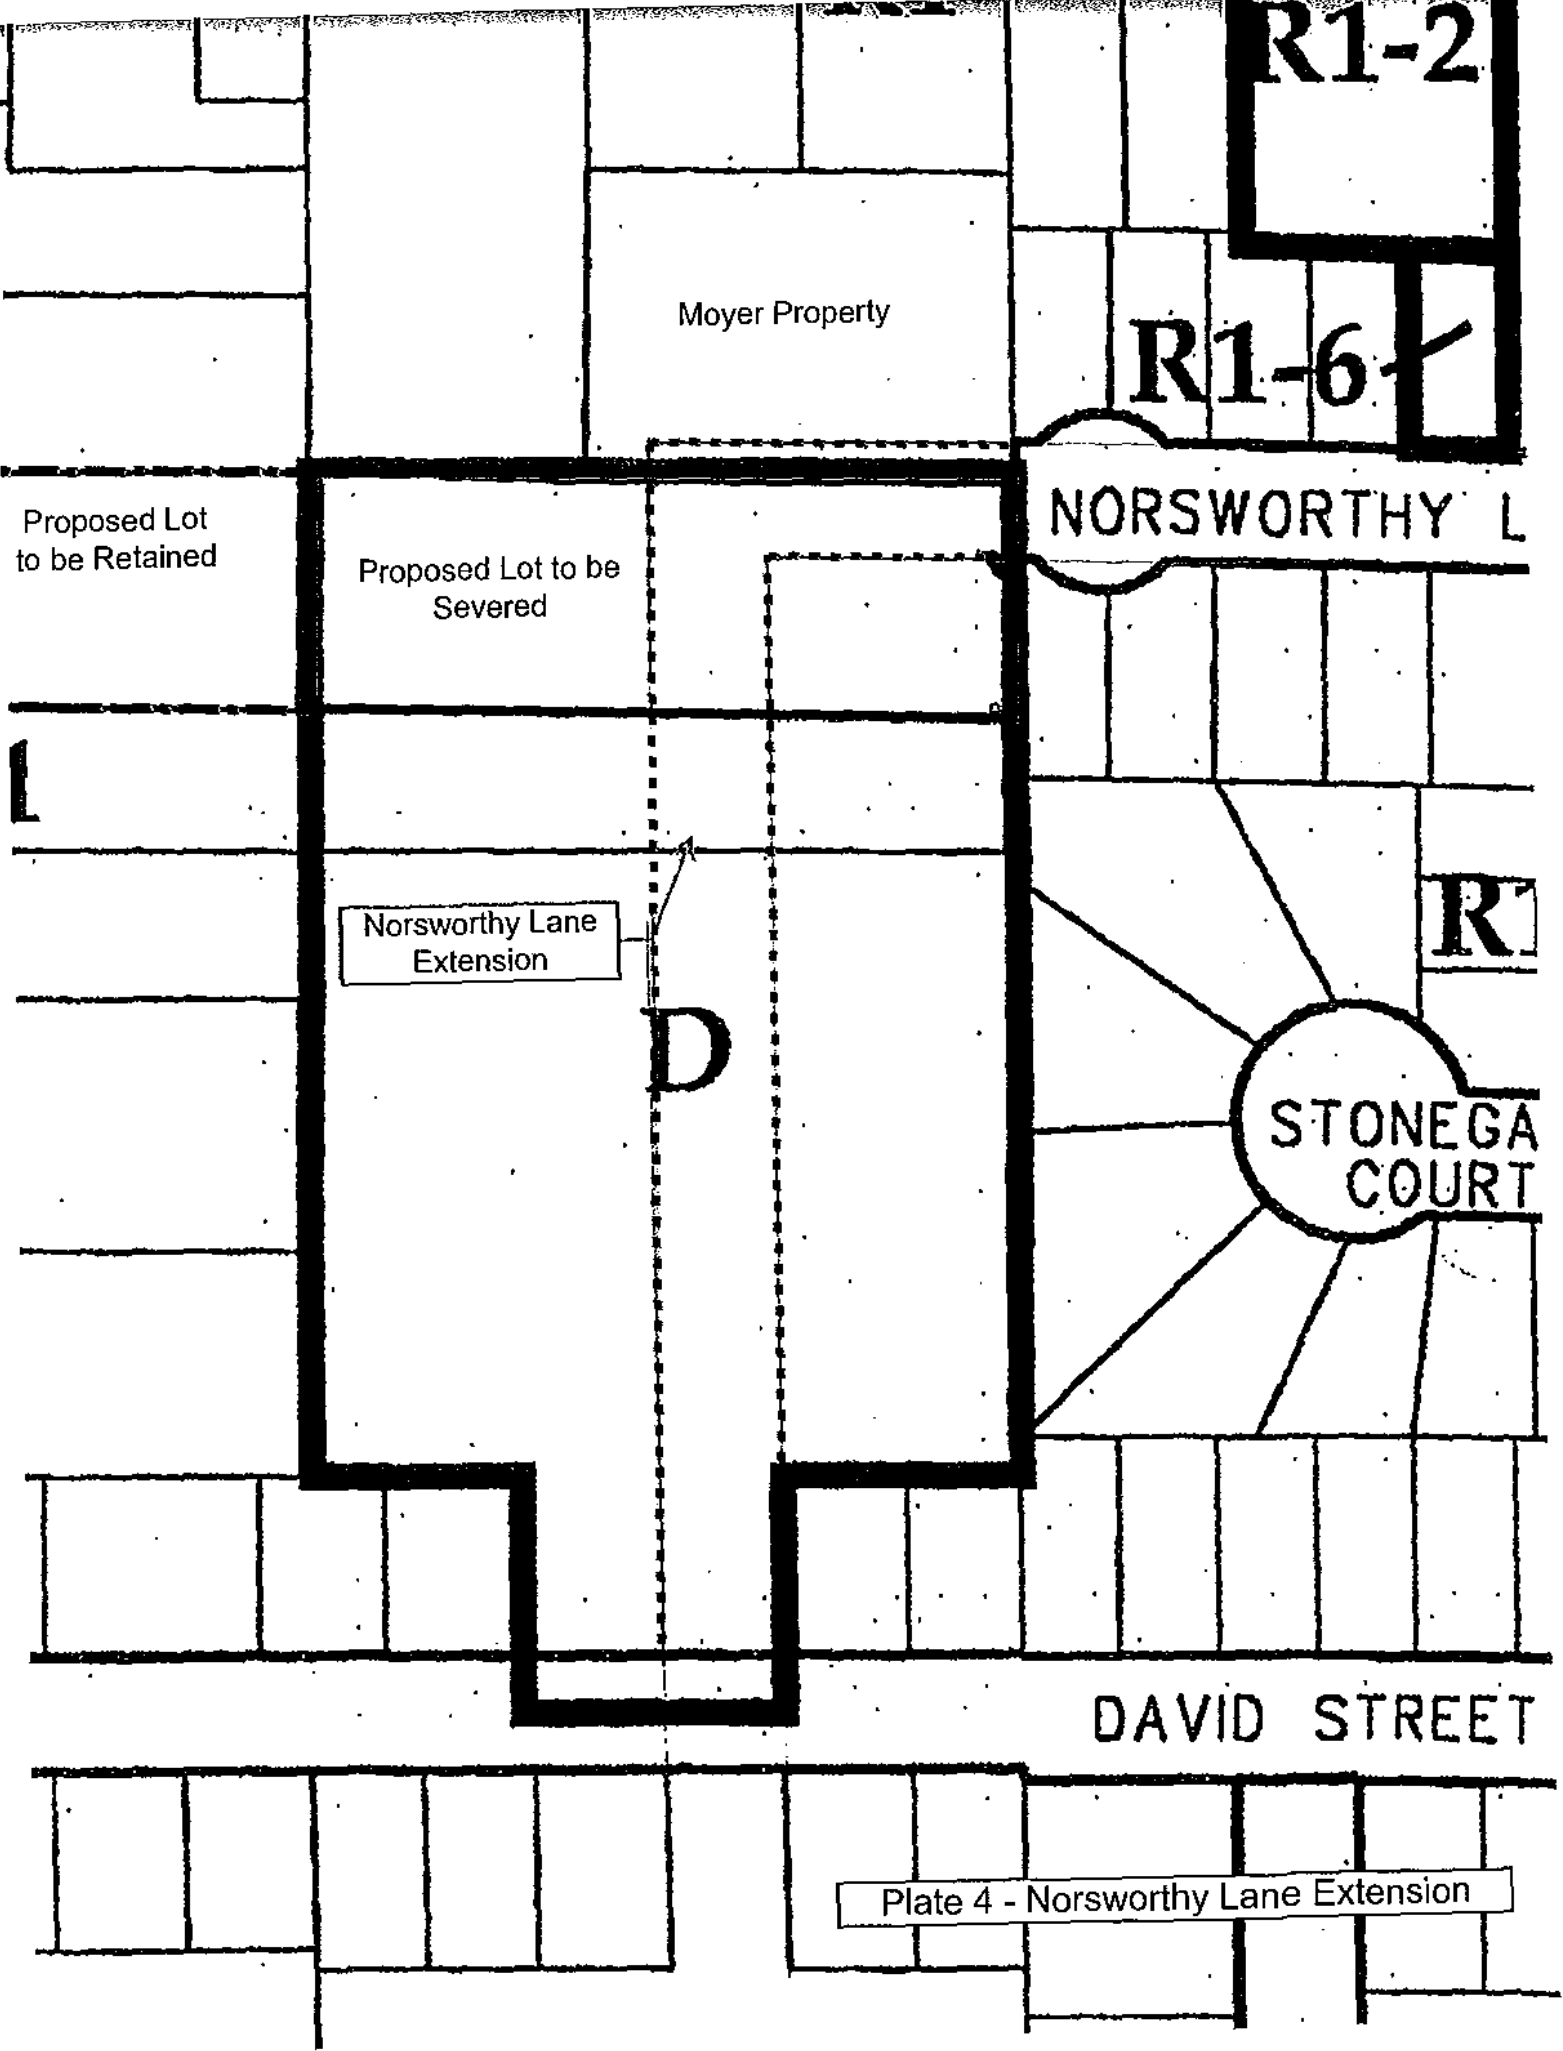 R1-2
Moyer Property
R1-6
NORSWORTHY L
Proposed Lot
to be Retained
Proposed Lot to be
Severed
Norsworthy Lane
Extension
D
STONEGA
COURT
DAVID STREET
Plate 4 - Norsworthy Lane Extension